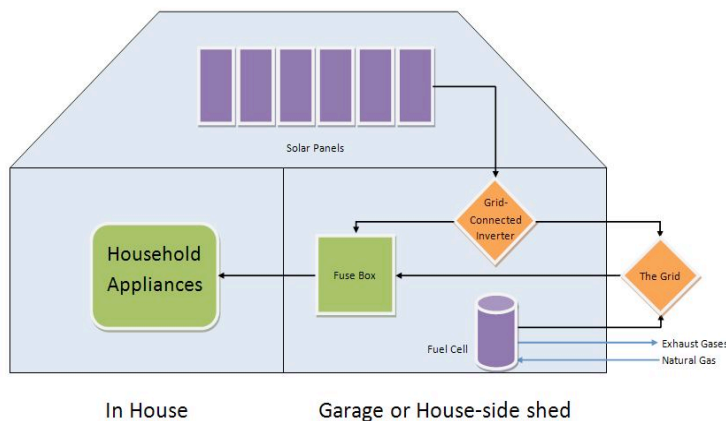 Solar Panels
Grid-
Connected
Inverter
Household
Appliances
Fuse Box
The Grid
Fuel Cell
Exhaust Gases
Natural Gas
In House
Garage or House-side shed